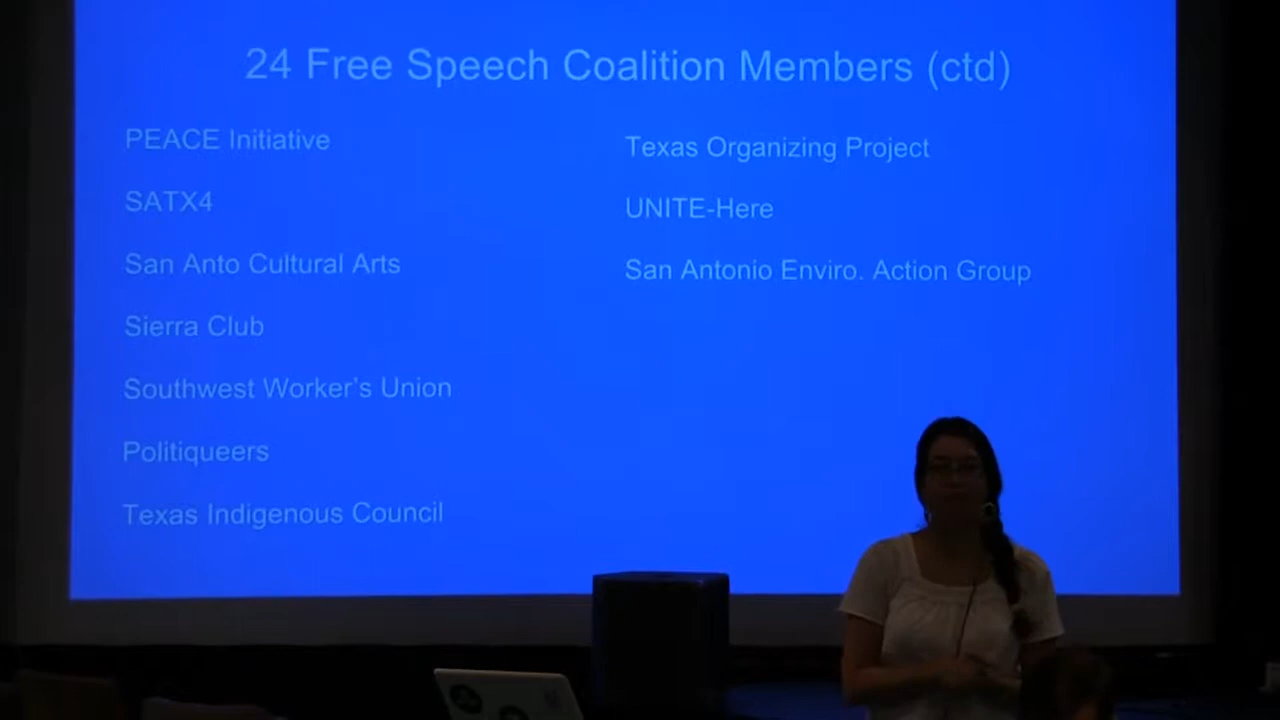 24 Free Speech Coalition Members (ctd)
PEACE Initiative
SATX4
San Anto Cultural Arts
Sierra Club
Southwest Worker's Union
Politiqueers
Texas Indigenous Council
Texas Organizing Project
UNITE-Here
San Antonio Enviro. Action Group